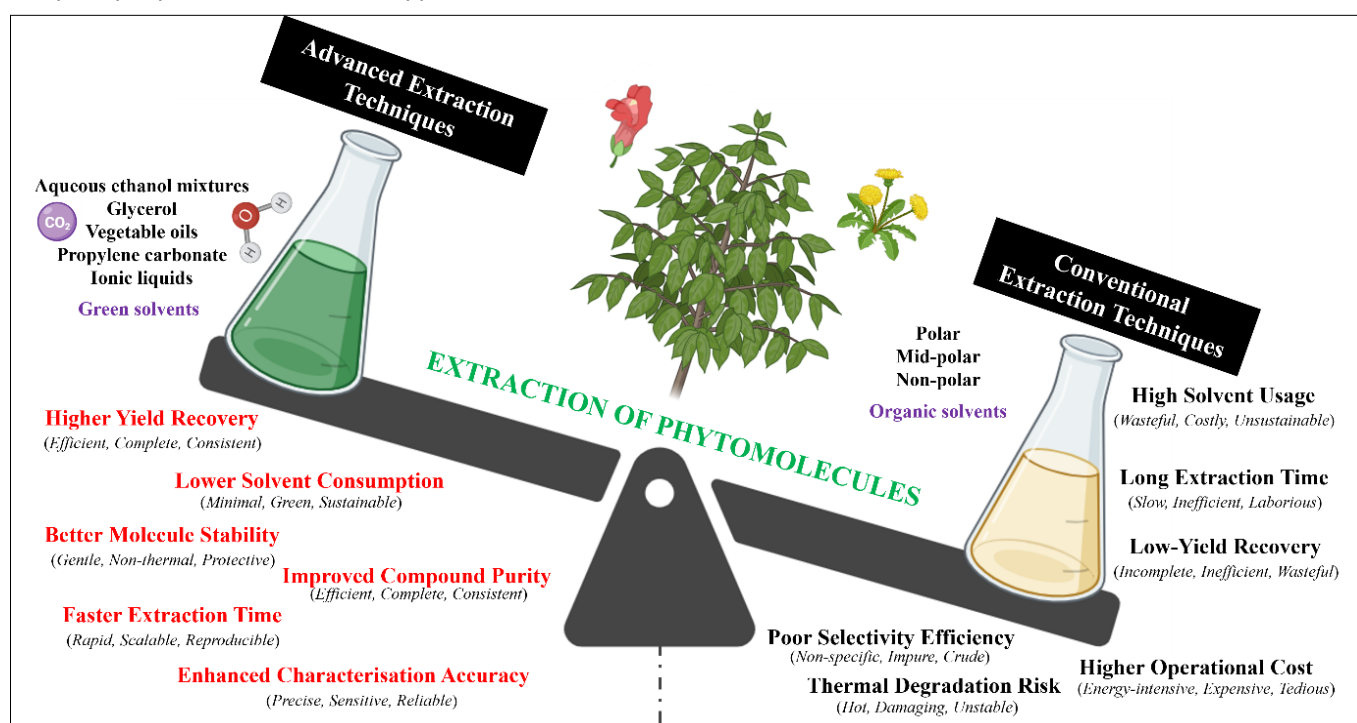 Advanced Extraction
Techniques
Aqueous ethanol mixtures
Glycerol
Vegetable oils
Propylene carbonate
Ionic liquids
Green solvents
CO₂
O
H
H
EXTRACTION OF PHYTOMOLECULES
Higher Yield Recovery
(Efficient, Complete, Consistent)
Lower Solvent Consumption
(Minimal, Green, Sustainable)
Better Molecule Stability
(Gentle, Non-thermal, Protective)
Improved Compound Purity
(Efficient, Complete, Consistent)
Faster Extraction Time
(Rapid, Scalable, Reproducible)
Enhanced Characterisation Accuracy
(Precise, Sensitive, Reliable)
Conventional
Extraction Techniques
Polar
Mid-polar
Non-polar
Organic solvents
High Solvent Usage
(Wasteful, Costly, Unsustainable)
Long Extraction Time
(Slow, Inefficient, Laborious)
Low-Yield Recovery
(Incomplete, Inefficient, Wasteful)
Poor Selectivity Efficiency
(Non-specific, Impure, Crude)
Thermal Degradation Risk
(Hot, Damaging, Unstable)
Higher Operational Cost
(Energy-intensive, Expensive, Tedious)